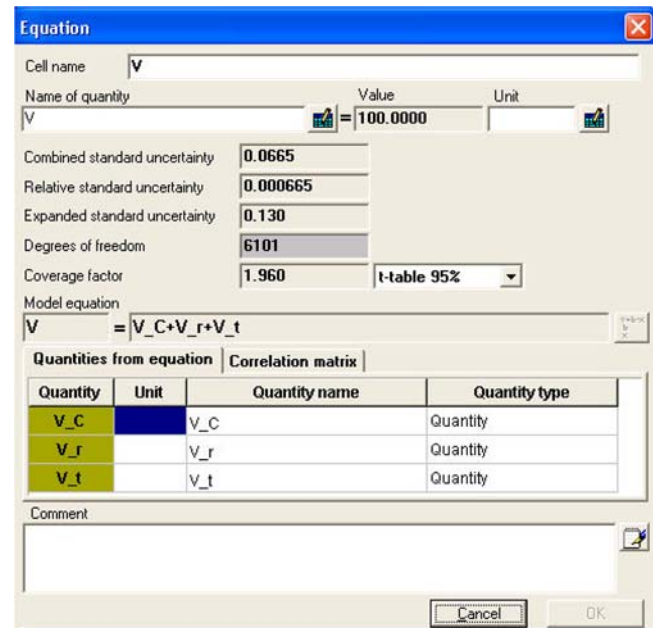 Equation
Cell name V
Name of quantity Value Unit
V = 100.0000
Combined standard uncertainty 0.0665
Relative standard uncertainty 0.000665
Expanded standard uncertainty 0.130
Degrees of freedom 6101
Coverage factor 1.960 t-table 95%
Model equation
V = V_C+V_r+V_t
Quantities from equation Correlation matrix
Quantity Unit Quantity name Quantity type
V_C V_C Quantity
V_r V_r Quantity
V_t V_t Quantity
Comment
Cancel OK